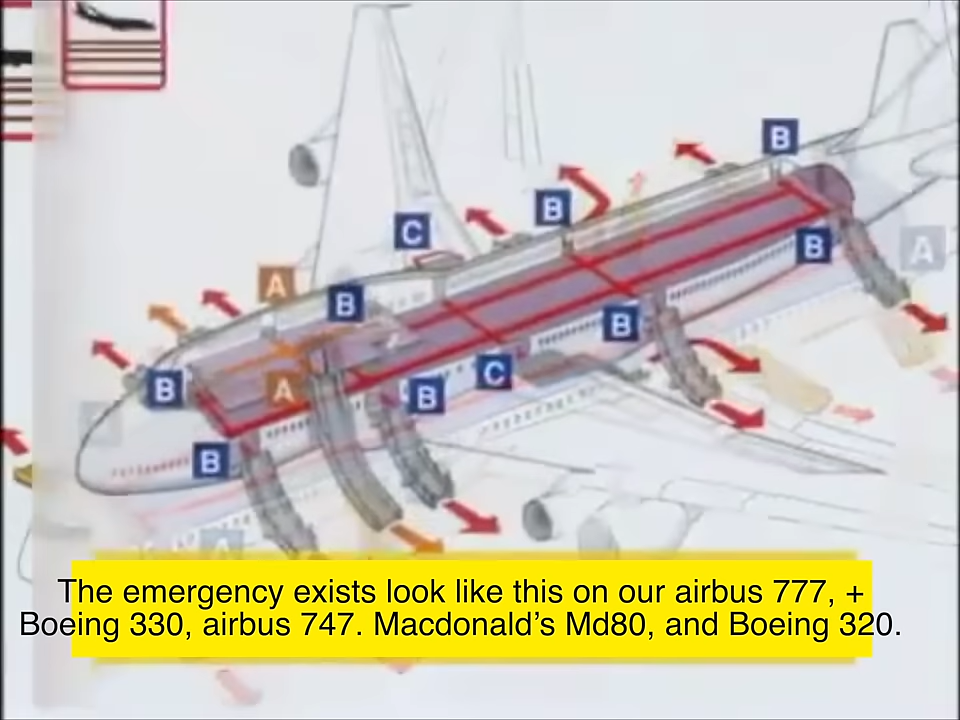 B
B
C
A
B
B
A
B
B
C
A
B
B
A
The emergency exists look like this on our airbus 777, +
Boeing 330, airbus 747. Macdonald’s Md80, and Boeing 320.